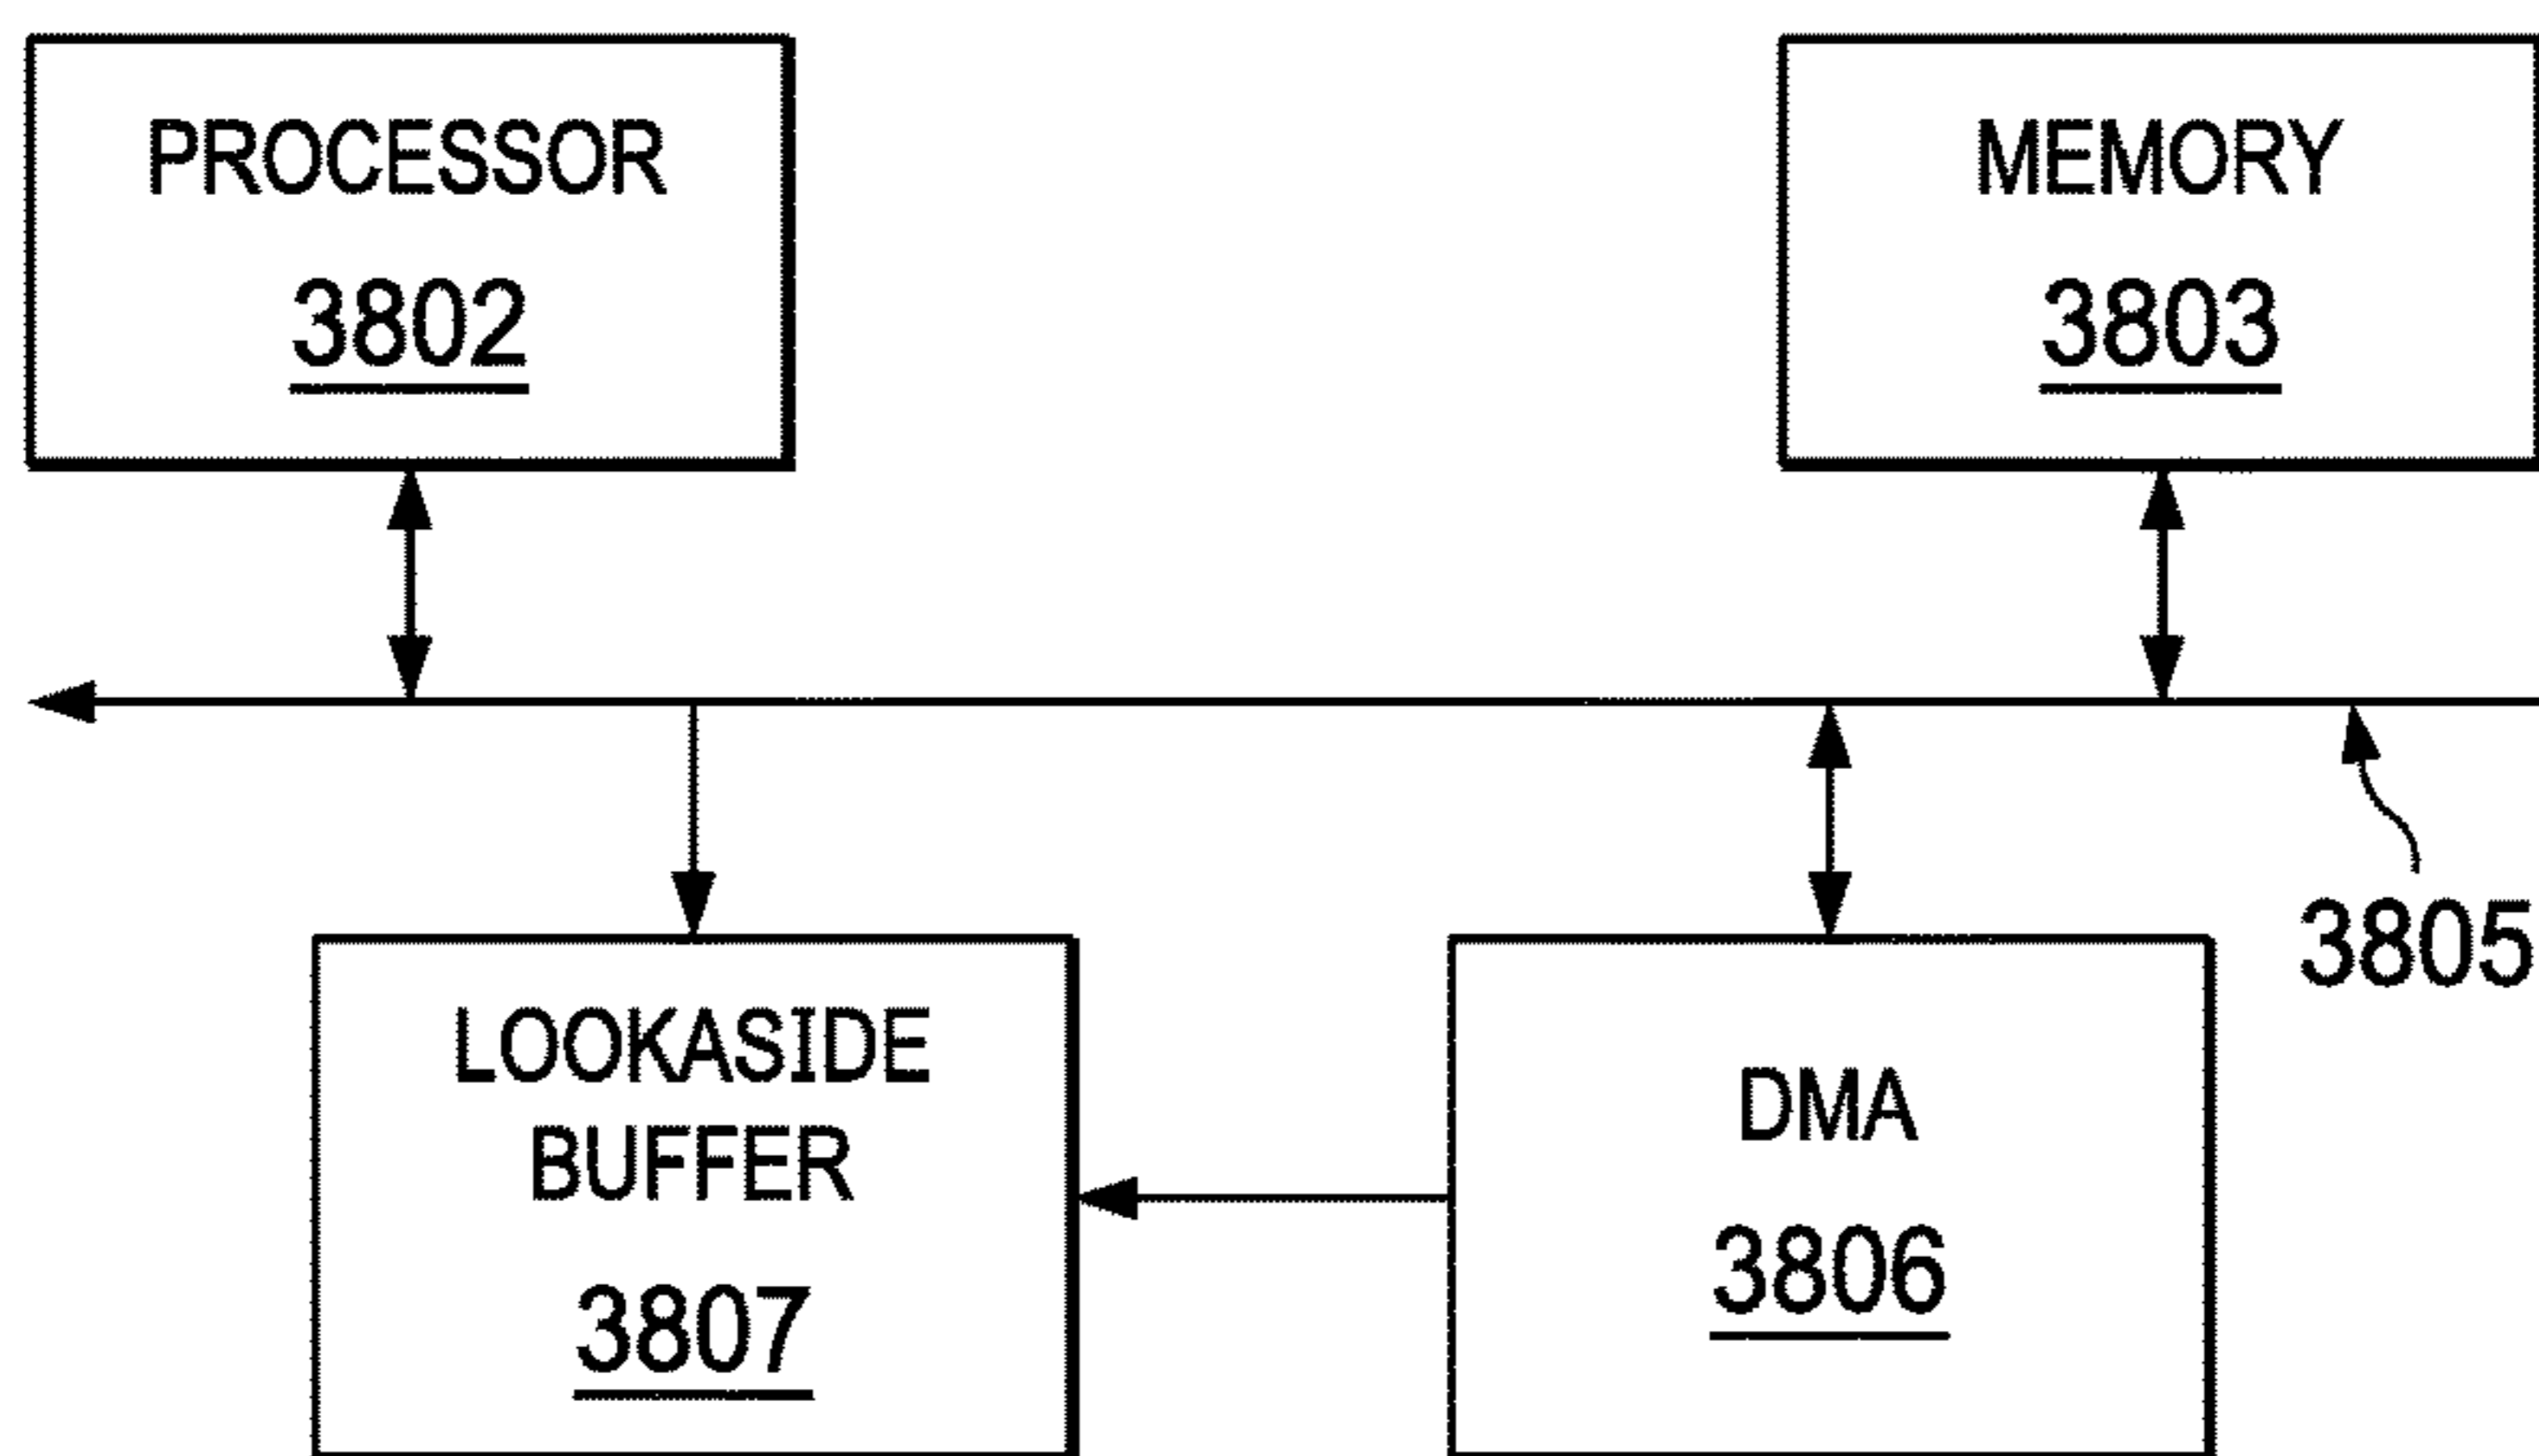 PROCESSOR
3802
MEMORY
3803
3805
LOOKASIDE
BUFFER
3807
DMA
3806